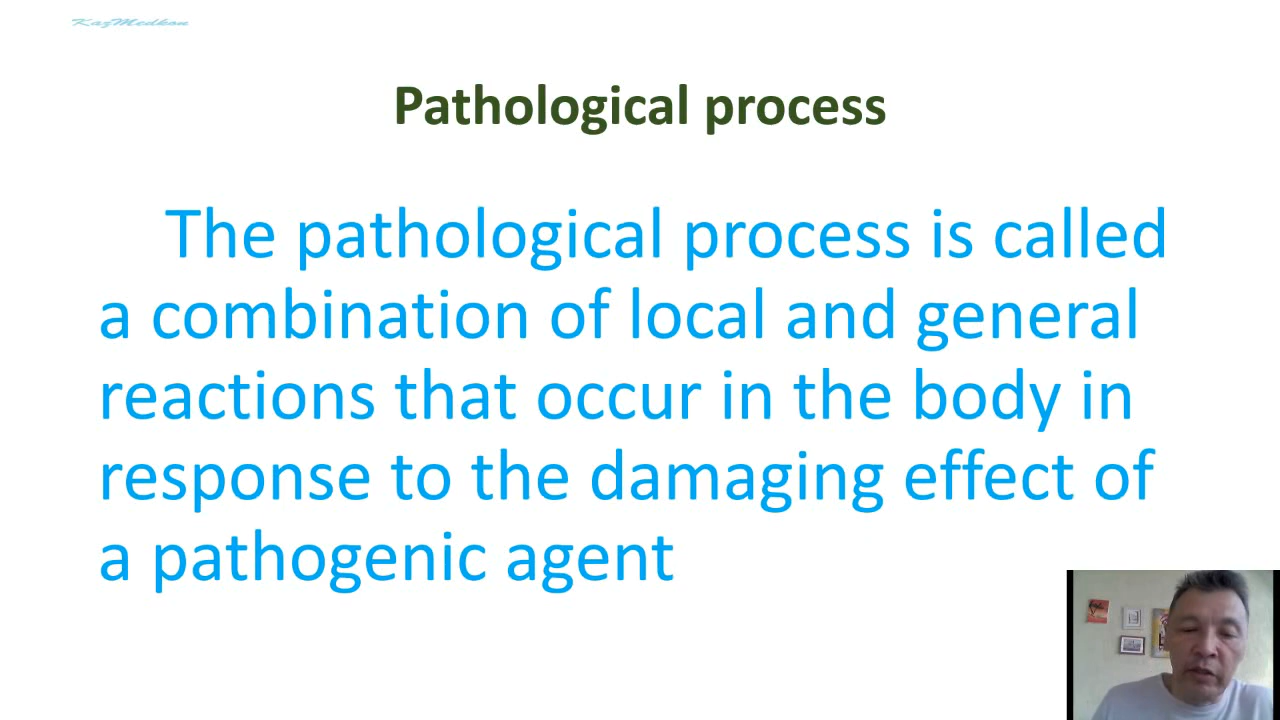 KazMedkon
Pathological process
The pathological process is called
a combination of local and general
reactions that occur in the body in
response to the damaging effect of
a pathogenic agent